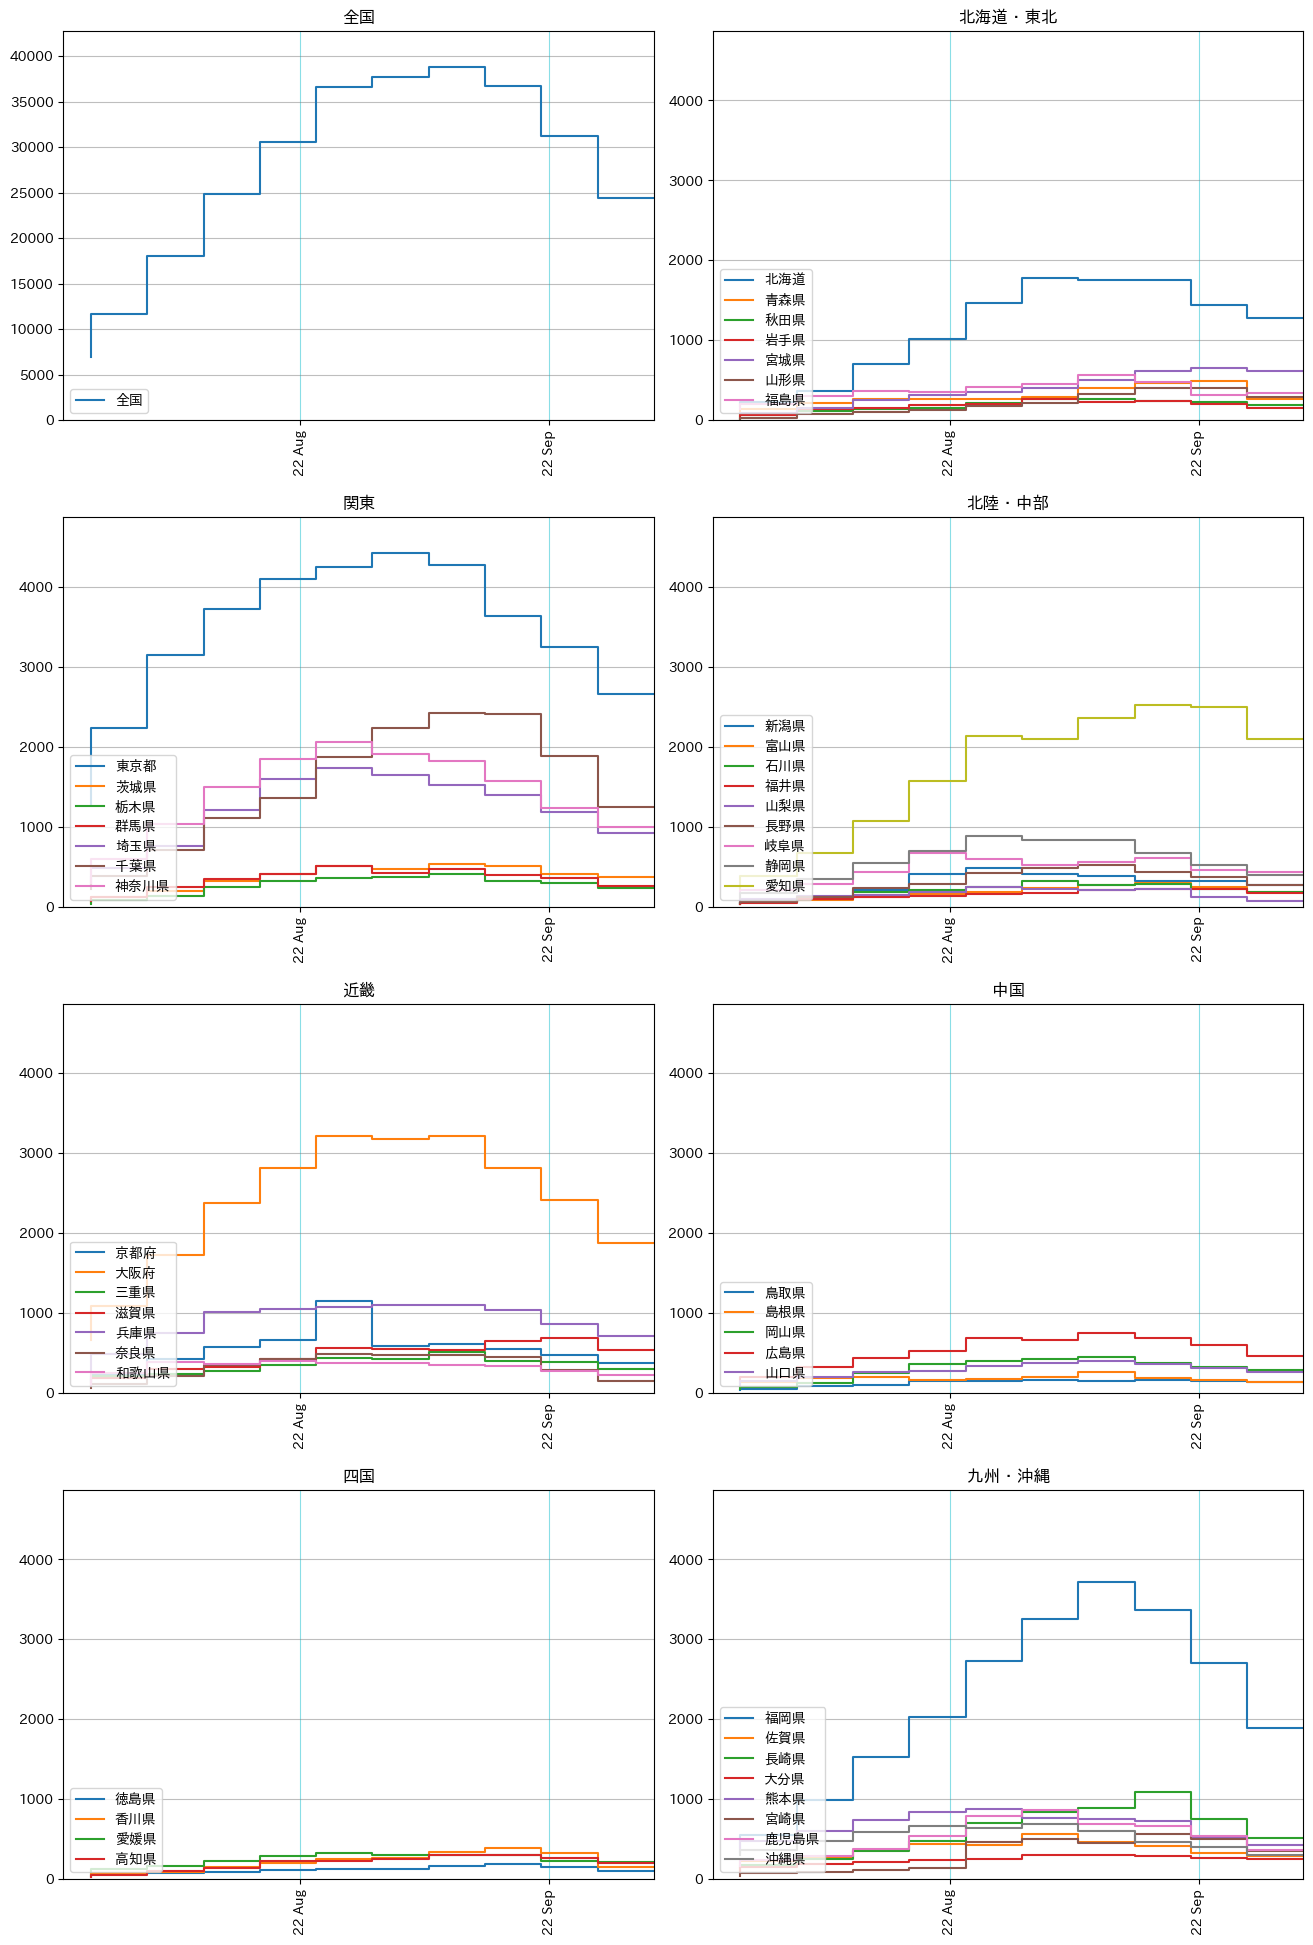 全国
40000
35000
30000
25000
20000
15000
10000
5000
0
全国
22 Aug
22 Sep
北海道・東北
4000
3000
2000
1000
0
北海道
青森県
秋田県
岩手県
宮城県
山形県
福島県
22 Aug
22 Sep
関東
4000
3000
2000
1000
0
東京都
茨城県
栃木県
群馬県
埼玉県
千葉県
神奈川県
22 Aug
22 Sep
北陸・中部
4000
3000
2000
1000
0
新潟県
富山県
石川県
福井県
山梨県
長野県
岐阜県
静岡県
愛知県
22 Aug
22 Sep
近畿
4000
3000
2000
1000
0
京都府
大阪府
三重県
滋賀県
兵庫県
奈良県
和歌山県
22 Aug
22 Sep
中国
4000
3000
2000
1000
0
鳥取県
島根県
岡山県
広島県
山口県
22 Aug
22 Sep
四国
4000
3000
2000
1000
0
徳島県
香川県
愛媛県
高知県
22 Aug
22 Sep
九州・沖縄
4000
3000
2000
1000
0
福岡県
佐賀県
長崎県
大分県
熊本県
宮崎県
鹿児島県
沖縄県
22 Aug
22 Sep